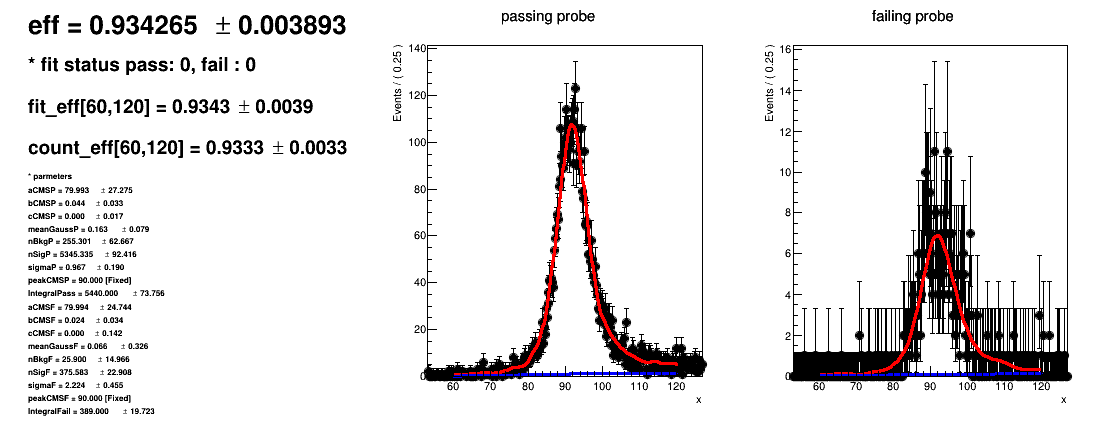 eff = 0.934265 ± 0.003893
* fit status pass: 0, fail : 0
fit_eff[60,120] = 0.9343 ± 0.0039
count_eff[60,120] = 0.9333 ± 0.0033
* parmeters
aCMSP = 79.993 ± 27.275
bCMSP = 0.044 ± 0.033
cCMSP = 0.000 ± 0.017
meanGaussP = 0.163 ± 0.079
nBkgP = 255.301 ± 62.667
nSigP = 5345.335 ± 92.416
sigmaP = 0.967 ± 0.190
peakCMSP = 90.000 [Fixed]
IntegralPass = 5440.000 ± 73.756
aCMSF = 79.994 ± 24.744
bCMSF = 0.024 ± 0.034
cCMSF = 0.000 ± 0.142
meanGaussF = 0.066 ± 0.326
nBkgF = 25.900 ± 14.966
nSigF = 375.583 ± 22.908
sigmaF = 2.224 ± 0.455
peakCMSF = 90.000 [Fixed]
IntegralFail = 389.000 ± 19.723
passing probe
Events / ( 0.25 )
140
120
100
80
60
40
20
0
60 70 80 90 100 110 120
x
failing probe
Events / ( 0.25 )
16
14
12
10
8
6
4
2
0
60 70 80 90 100 110 120
x